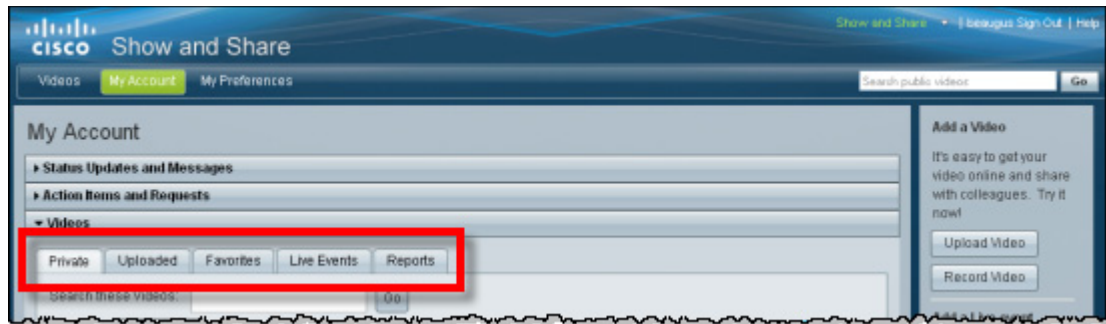 Show and Share | beaugus Sign Out | Help
CISCO Show and Share
Videos My Account My Preferences
Search public videos Go
My Account
Status Updates and Messages
Action Items and Requests
Videos
Private Uploaded Favorites Live Events Reports
Search these Videos: Go
Add a Video
It's easy to get your
video online and share
with colleagues. Try it
now!
Upload Video
Record Video
Add a Live event